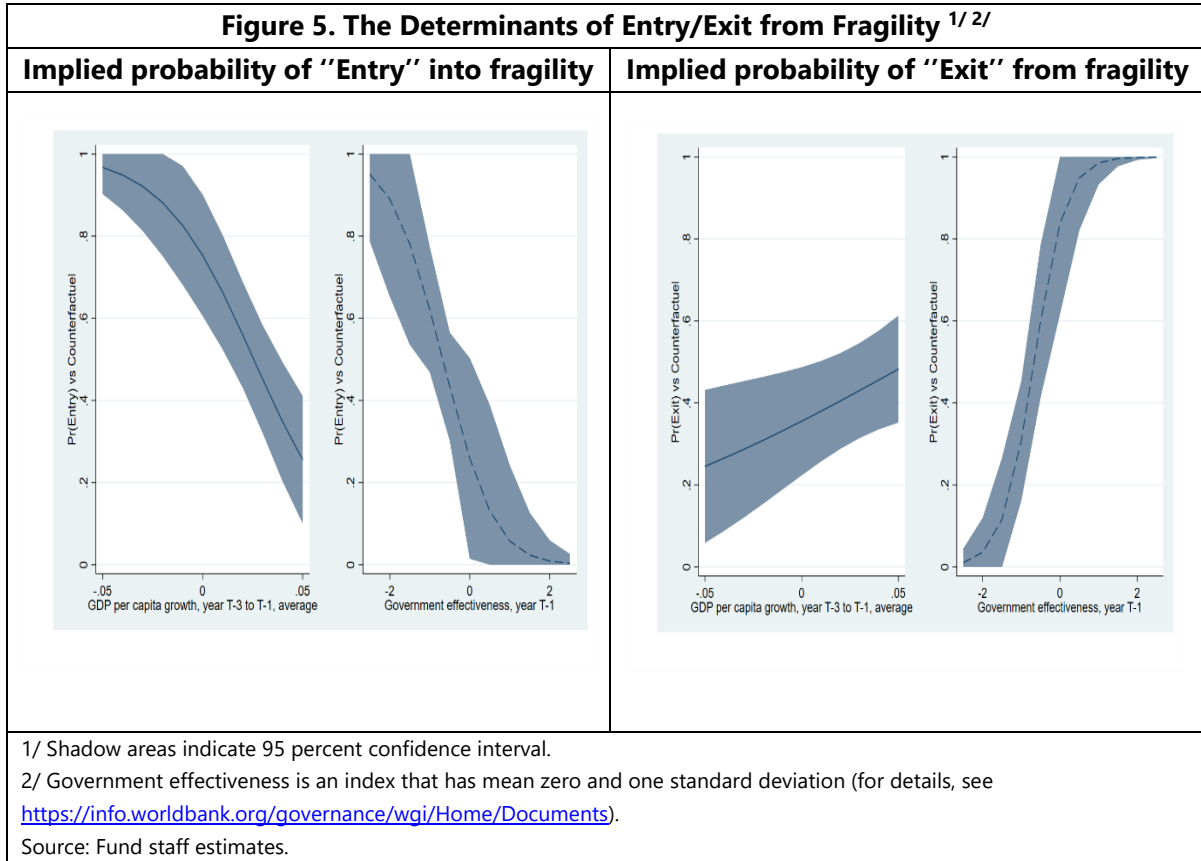 Figure 5. The Determinants of Entry/Exit from Fragility 1/ 2/
Implied probability of ‘‘Entry’’ into fragility
Implied probability of ‘‘Exit’’ from fragility
Pr(Entry) vs Counterfactuel
0
.2
.4
.6
.8
1
-.05
0
.05
GDP per capita growth, year T-3 to T-1, average
Pr(Entry) vs Counterfactuel
0
.2
.4
.6
.8
1
-2
0
2
Government effectiveness, year T-1
Pr(Exit) vs Counterfactuel
0
.2
.4
.6
.8
1
-.05
0
.05
GDP per capita growth, year T-3 to T-1, average
Pr(Exit) vs Counterfactuel
0
.2
.4
.6
.8
1
-2
0
2
Government effectiveness, year T-1
1/ Shadow areas indicate 95 percent confidence interval.
2/ Government effectiveness is an index that has mean zero and one standard deviation (for details, see
https://info.worldbank.org/governance/wgi/Home/Documents).
Source: Fund staff estimates.